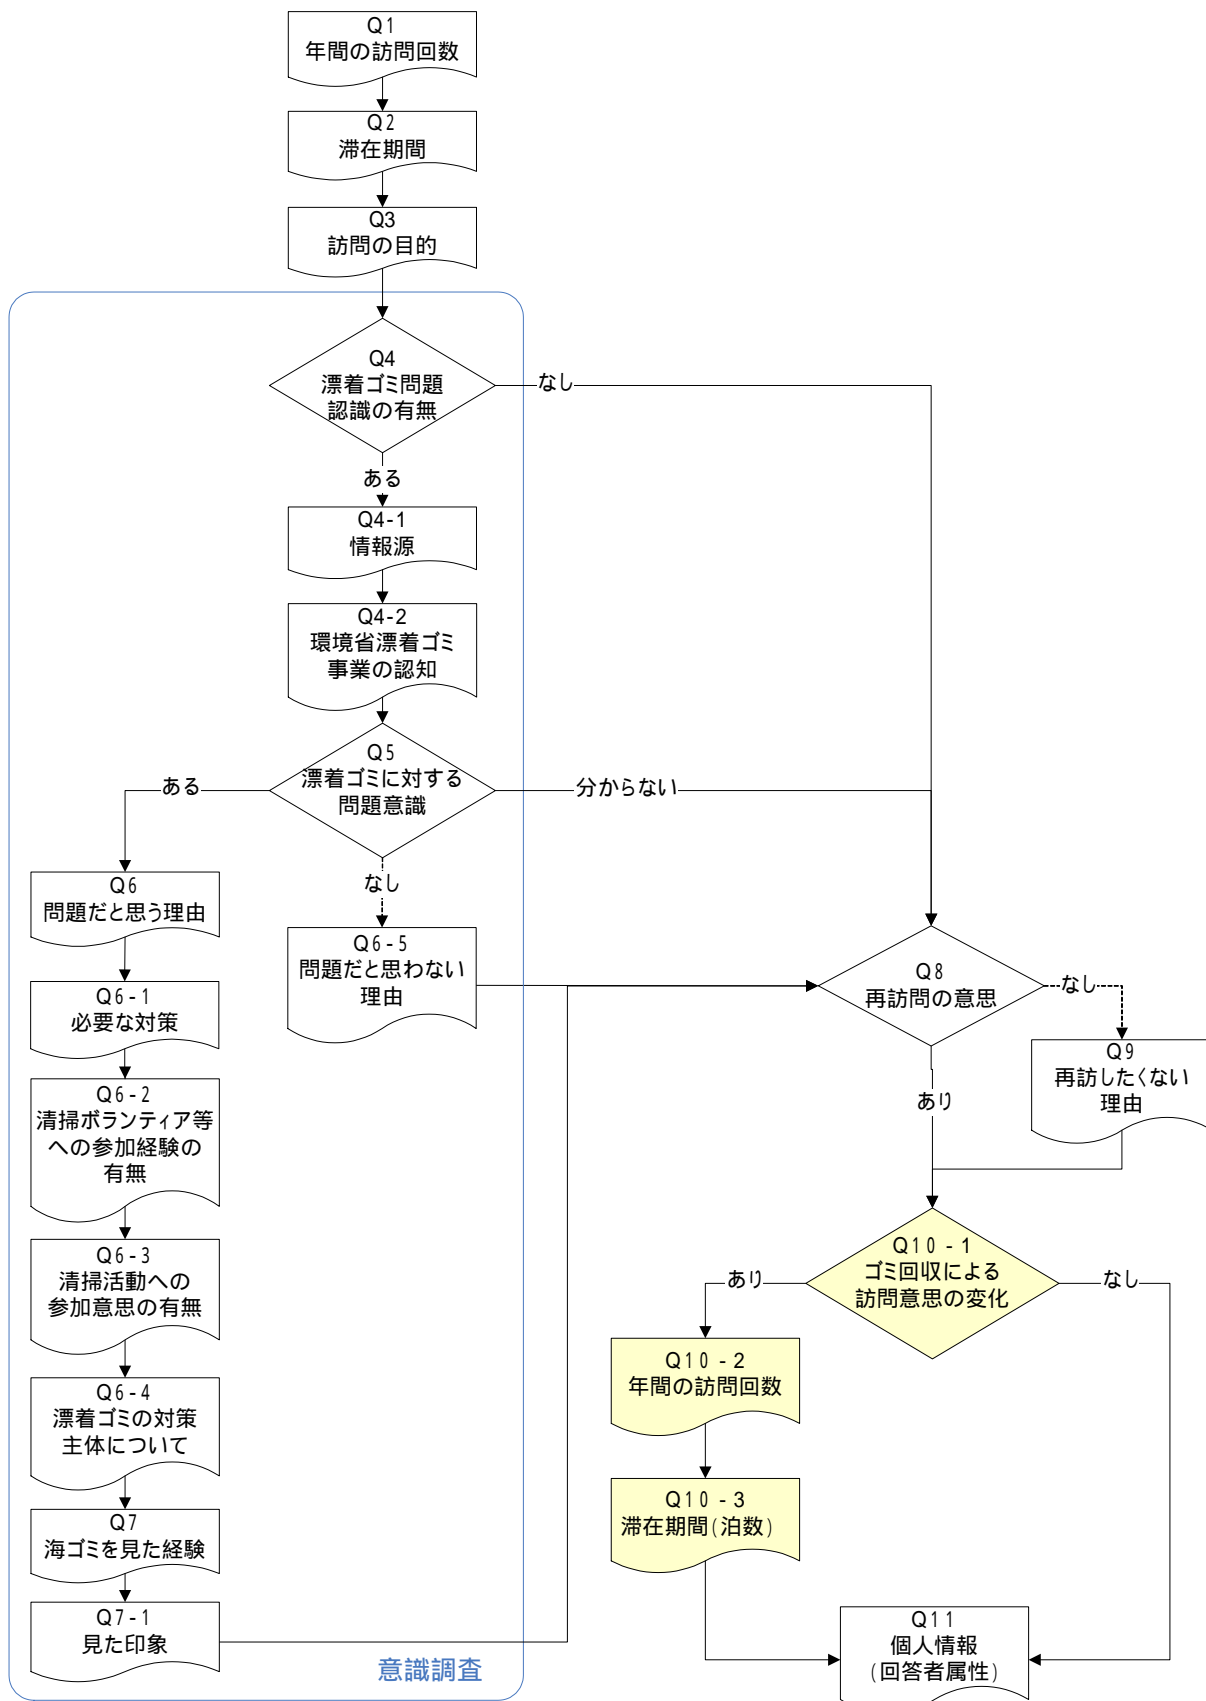 Q1
年間の訪問回数
Q2
滞在期間
Q3
訪問の目的
Q4
漂着ゴミ問題
認識の有無
なし
ある
Q4-1
情報源
Q4-2
環境省漂着ゴミ
事業の認知
Q5
漂着ゴミに対する
問題意識
ある
分からない
なし
Q6
問題だと思う理由
Q6-1
必要な対策
Q6-2
清掃ボランティア等
への参加経験の
有無
Q6-3
清掃活動への
参加意思の有無
Q6-4
漂着ゴミの対策
主体について
Q7
海ゴミを見た経験
Q7-1
見た印象
Q6-5
問題だと思わない
理由
意識調査
Q8
再訪問の意思
なし
Q9
再訪したくない
理由
あり
Q10-1
ゴミ回収による
訪問意思の変化
あり
なし
Q10-2
年間の訪問回数
Q10-3
滞在期間(泊数)
Q11
個人情報
(回答者属性)